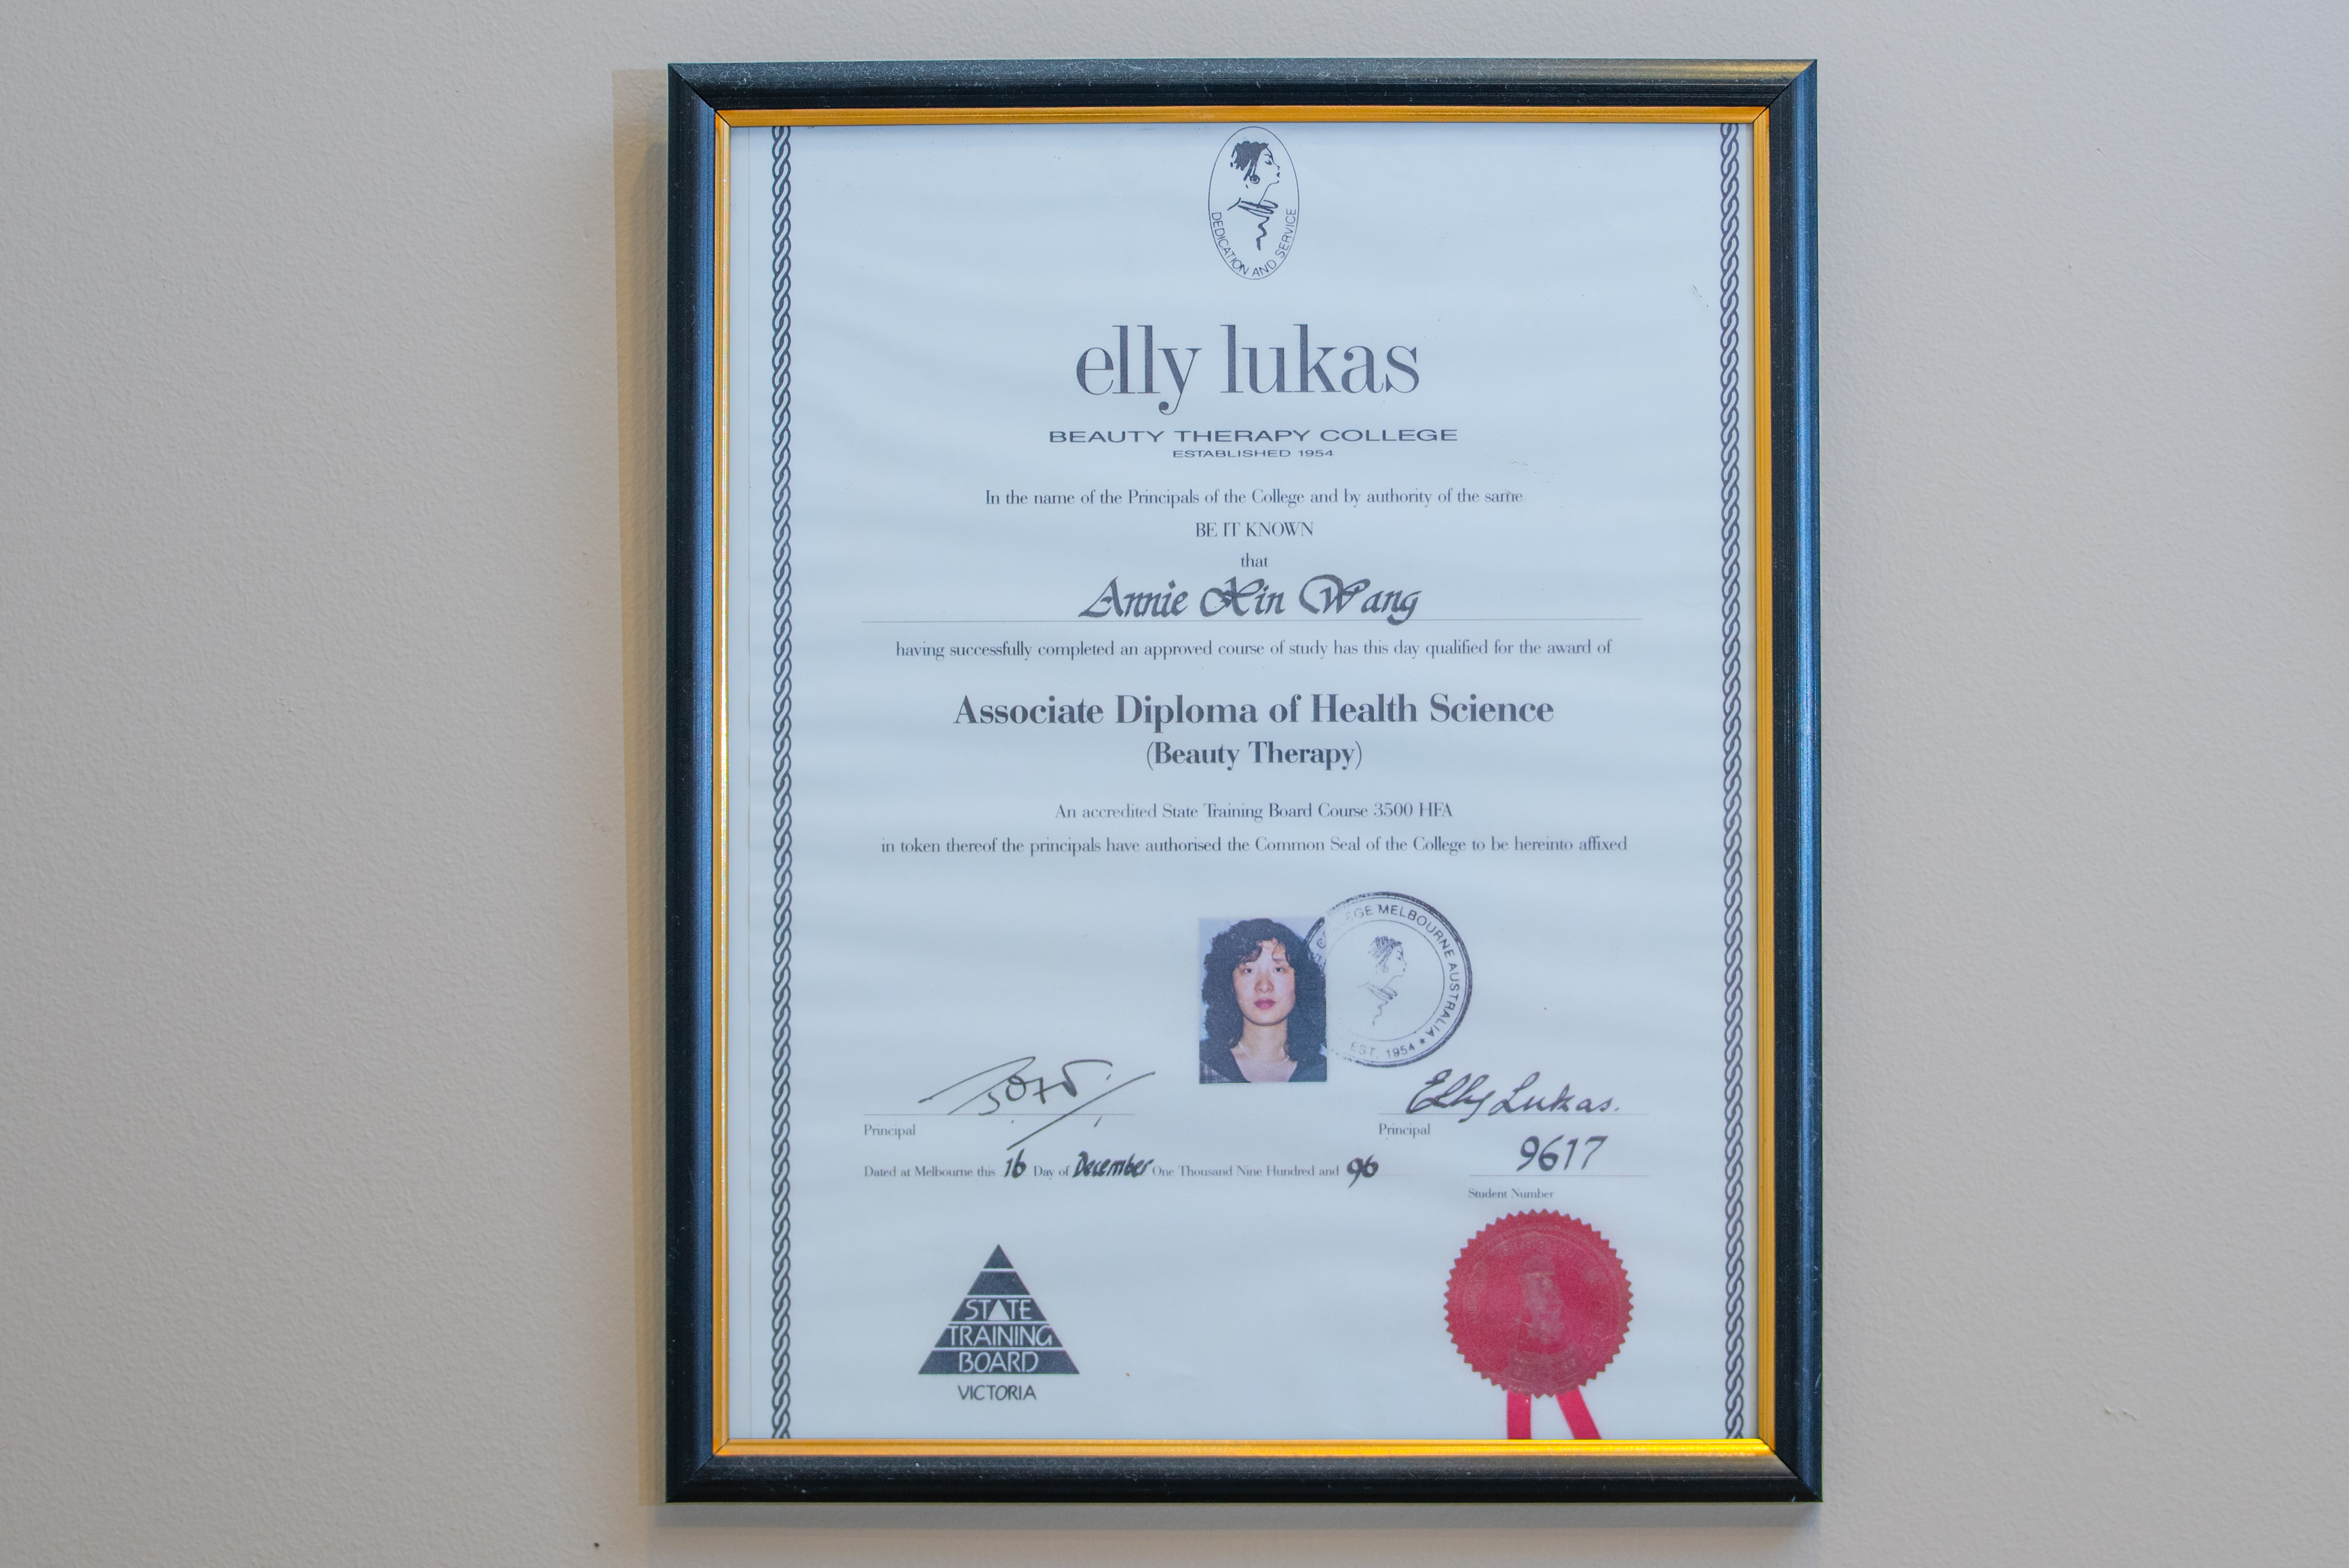 DEDICATION AND SERVICE
elly lukas
BEAUTY THERAPY COLLEGE
ESTABLISHED 1954
In the name of the Principals of the College and by authority of the same
BE IT KNOWN
that
Annie Xin Wang
having successfully completed an approved course of study has this day qualified for the award of
Associate Diploma of Health Science
(Beauty Therapy)
An accredited State Training Board Course 3500 HFA
in token thereof the principals have authorised the Common Seal of the College to be hereinto affixed
MELBOURNE AUSTRALIA
EST. 1954 ★
Elly Lukas.
Principal
Principal
9617
Dated at Melbourne this 16 Day of December One Thousand Nine Hundred and 96
Student Number
STATE
TRAINING
BOARD
VICTORIA